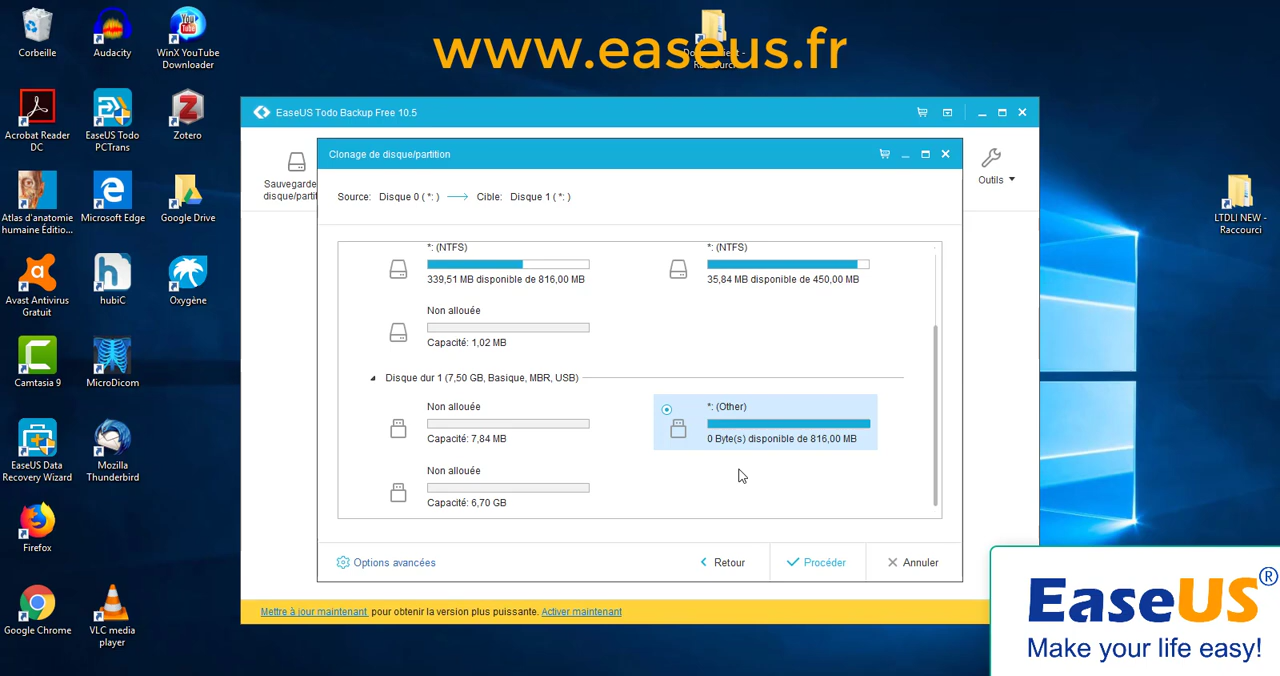 Corbeille
Audacity
WinX YouTube
Downloader
Raccourci
www.easeus.fr
Acrobat Reader
DC
EaseUS Todo
PCTrans
Zotero
Atlas d'anatomie
humaine Éditio...
Microsoft Edge
Google Drive
Avast Antivirus
Gratuit
hubiC
Oxygène
Camtasia 9
MicroDicom
EaseUS Data
Recovery Wizard
Mozilla
Thunderbird
Firefox
Google Chrome
VLC media
player
LTDLI NEW -
Raccourci
EaseUS Todo Backup Free 10.5
Sauvegarde
disque/parti
Outils
Clonage de disque/partition
Source: Disque 0 ( *: ) Cible: Disque 1 ( *: )
*: (NTFS)
339,51 MB disponible de 816,00 MB
*: (NTFS)
35,84 MB disponible de 450,00 MB
Non allouée
Capacité: 1,02 MB
Disque dur 1 (7,50 GB, Basique, MBR, USB)
Non allouée
Capacité: 7,84 MB
*: (Other)
0 Byte(s) disponible de 816,00 MB
Non allouée
Capacité: 6,70 GB
Options avancées
Retour
Procéder
Annuler
Mettre à jour maintenant pour obtenir la version plus puissante. Activer maintenant
EaseUS®
Make your life easy!